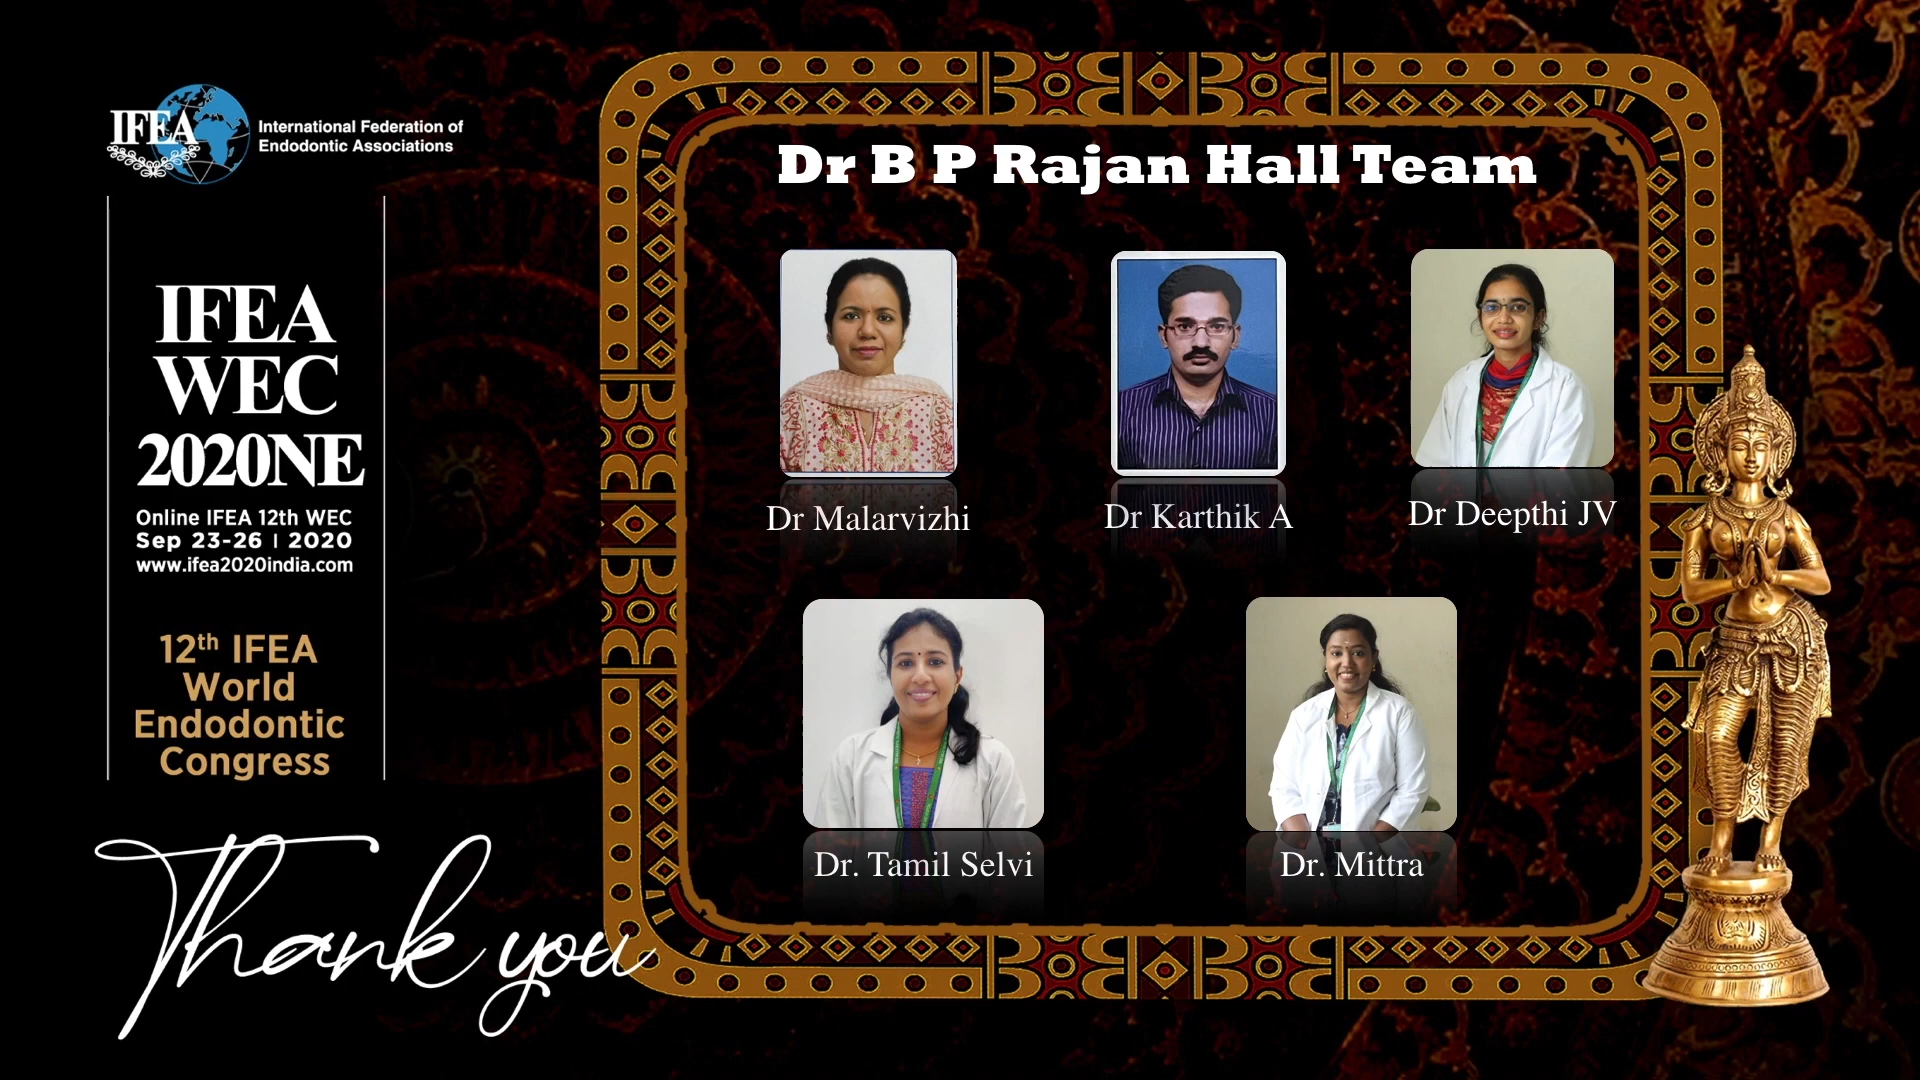 IFEA
International Federation of
Endodontic Associations
IFEA
WEC
2020NE
Online IFEA 12th WEC
Sep 23-26 | 2020
www.ifea2020india.com
12th IFEA
World
Endodontic
Congress
Thank you
Dr B P Rajan Hall Team
Dr Malarvizhi
Dr Karthik A
Dr Deepthi JV
Dr. Tamil Selvi
Dr. Mittra